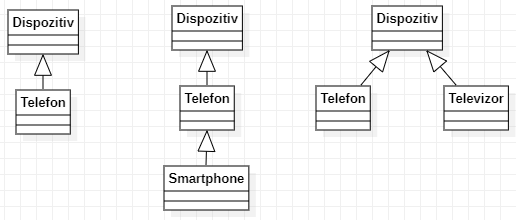 Dispozitiv
Telefon
Dispozitiv
Telefon
Smartphone
Dispozitiv
Telefon
Televizor